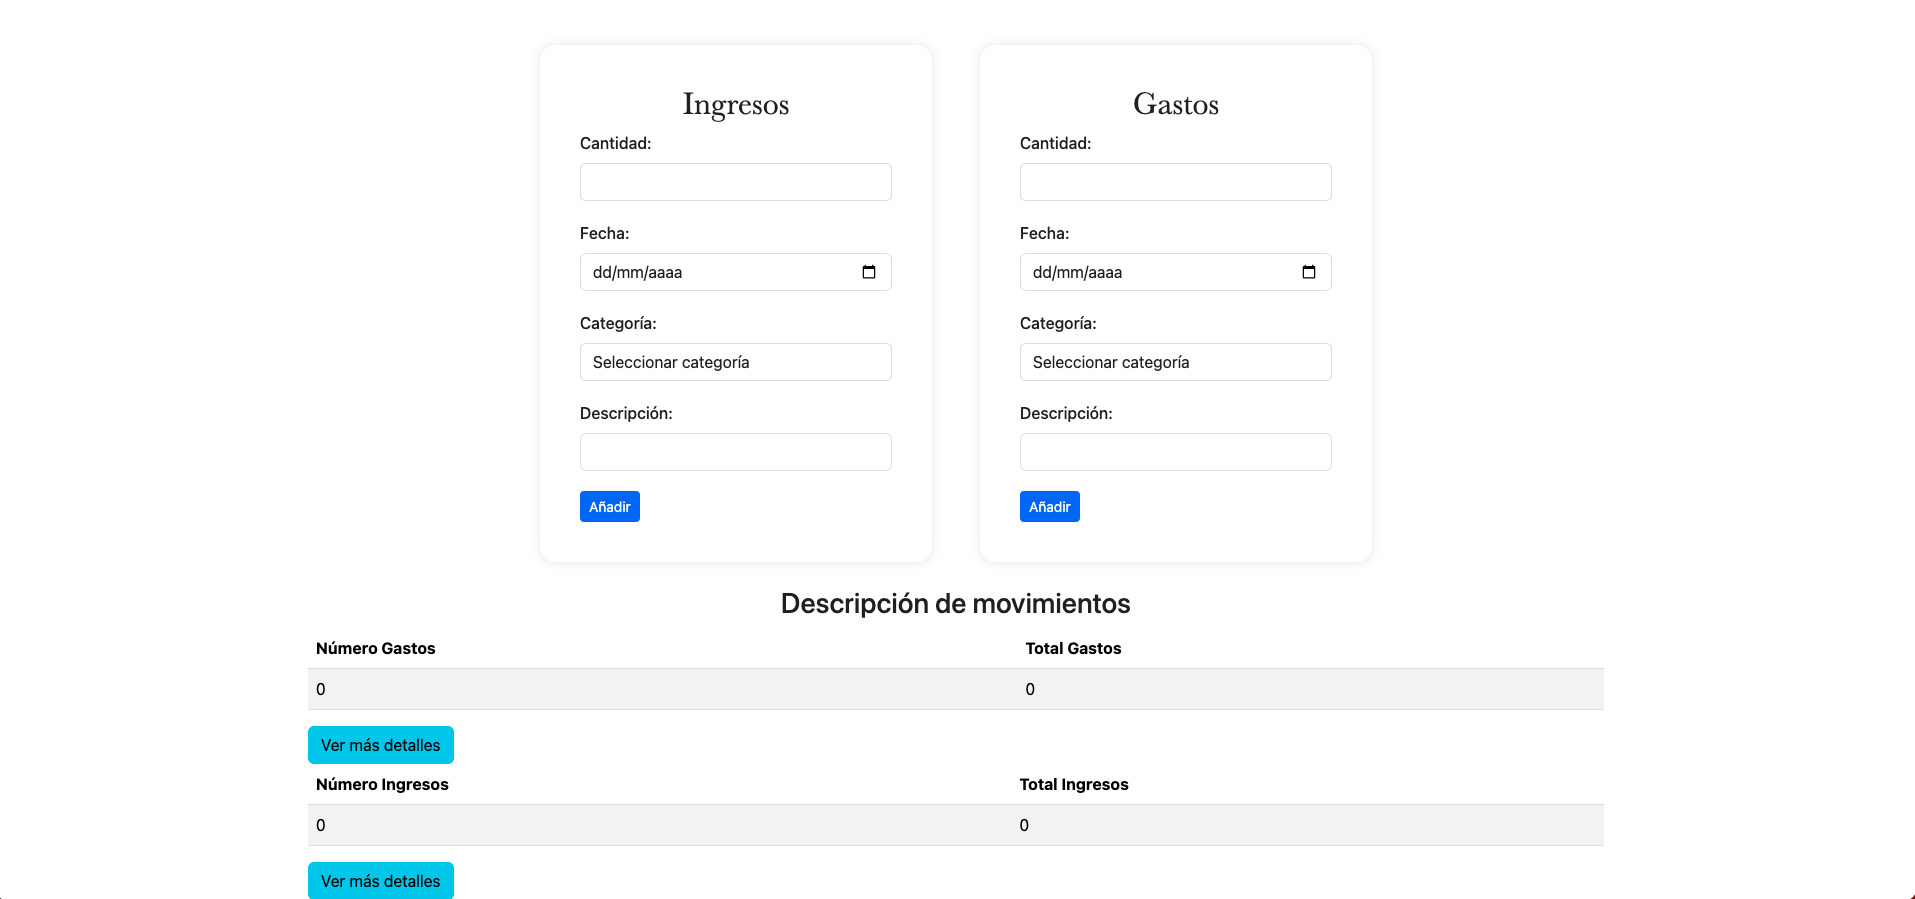 Ingresos
Cantidad:
Fecha:
dd/mm/aaaa
Categoría:
Seleccionar categoría
Descripción:
Añadir
Gastos
Cantidad:
Fecha:
dd/mm/aaaa
Categoría:
Seleccionar categoría
Descripción:
Añadir
Descripción de movimientos
Número Gastos Total Gastos
0 0
Ver más detalles
Número Ingresos Total Ingresos
0 0
Ver más detalles